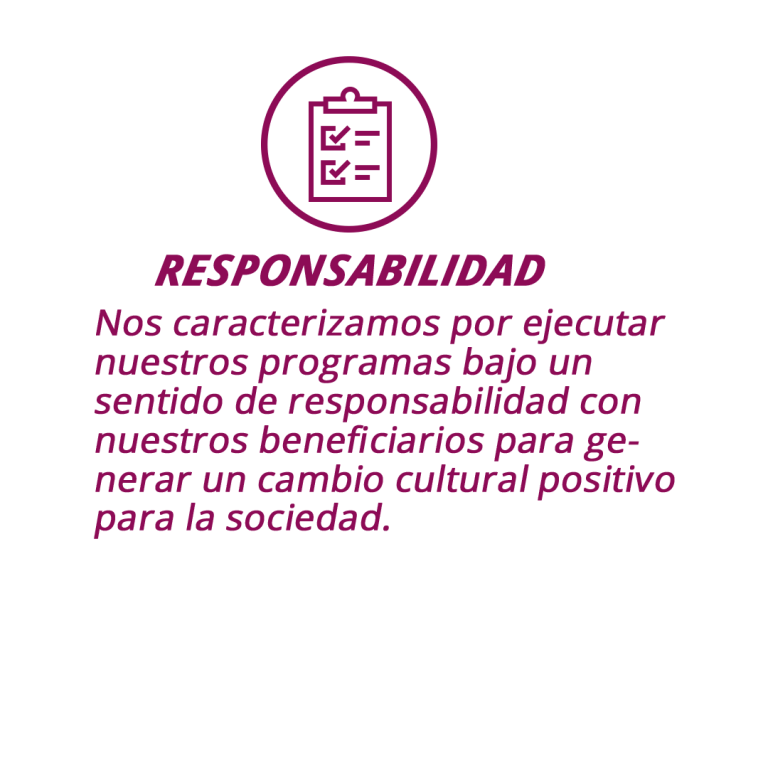 RESPONSABILIDAD
Nos caracterizamos por ejecutar
nuestros programas bajo un
sentido de responsabilidad con
nuestros beneficiarios para ge-
nerar un cambio cultural positivo
para la sociedad.